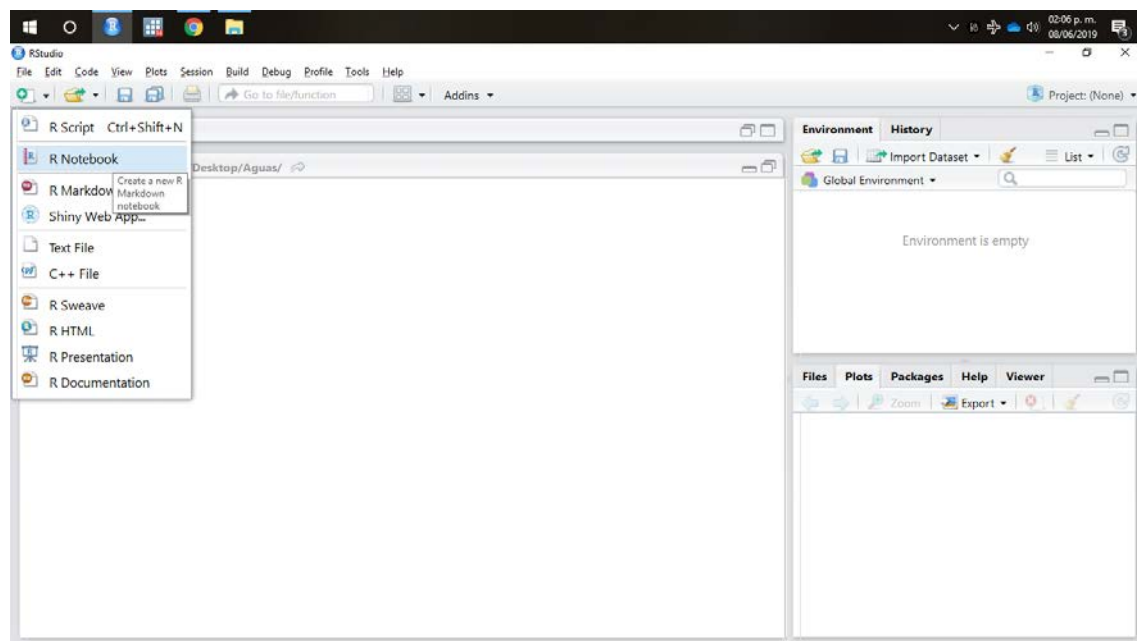 02:06 p. m.
08/06/2019
3
RStudio
File Edit Code View Plots Session Build Debug Profile Tools Help
Go to file/function
Addins
Project: (None)
R Script Ctrl+Shift+N
R Notebook
Create a new R
Markdown
notebook
R Markdow
Shiny Web App...
Text File
C++ File
R Sweave
R HTML
R Presentation
R Documentation
Desktop/Aguas/
Environment History
Import Dataset
List
Global Environment
Environment is empty
Files Plots Packages Help Viewer
Zoom
Export